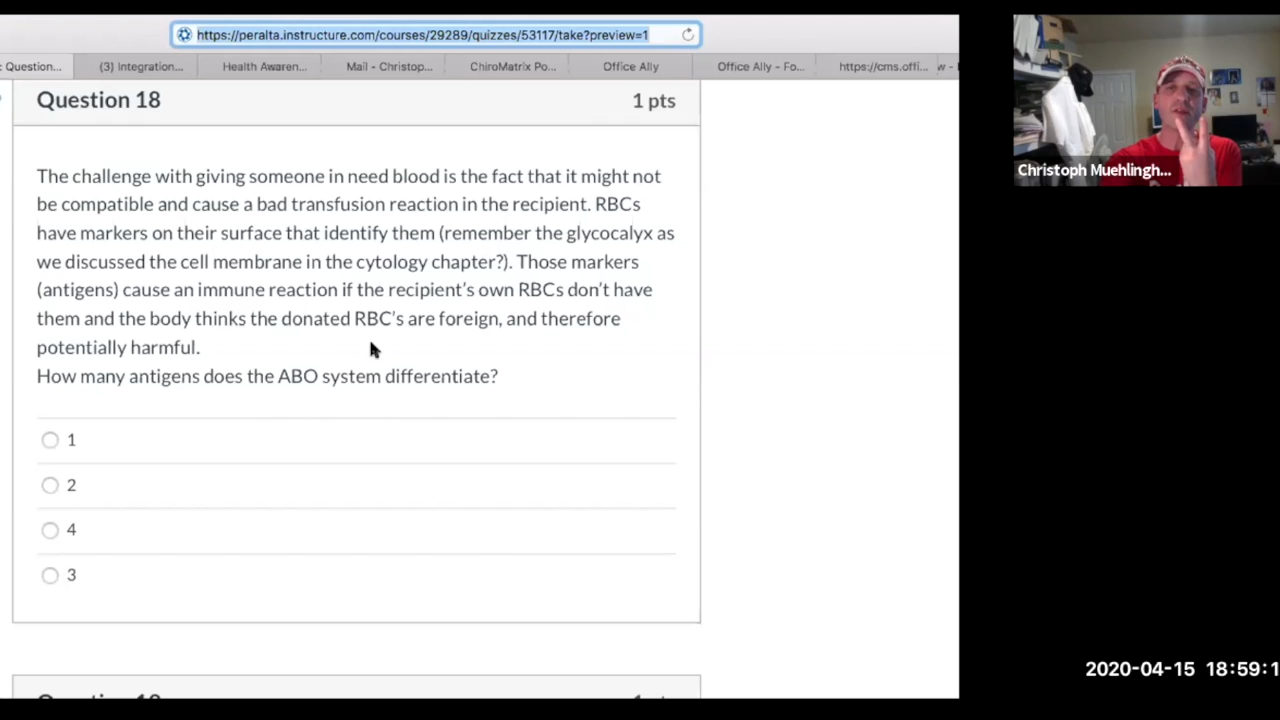 https://peralta.instructure.com/courses/29289/quizzes/53117/take?preview=1
Question... (3) Integration... Health Awaren... Mail - Christop... ChiroMatrix Po... Office Ally Office Ally - Fo... https://cms.offi...
Question 18 1 pts
The challenge with giving someone in need blood is the fact that it might not
be compatible and cause a bad transfusion reaction in the recipient. RBCs
have markers on their surface that identify them (remember the glycocalyx as
we discussed the cell membrane in the cytology chapter?). Those markers
(antigens) cause an immune reaction if the recipient's own RBCs don't have
them and the body thinks the donated RBC's are foreign, and therefore
potentially harmful.
How many antigens does the ABO system differentiate?
1
2
4
3
Christoph Muehlingh...
2020-04-15 18:59:1